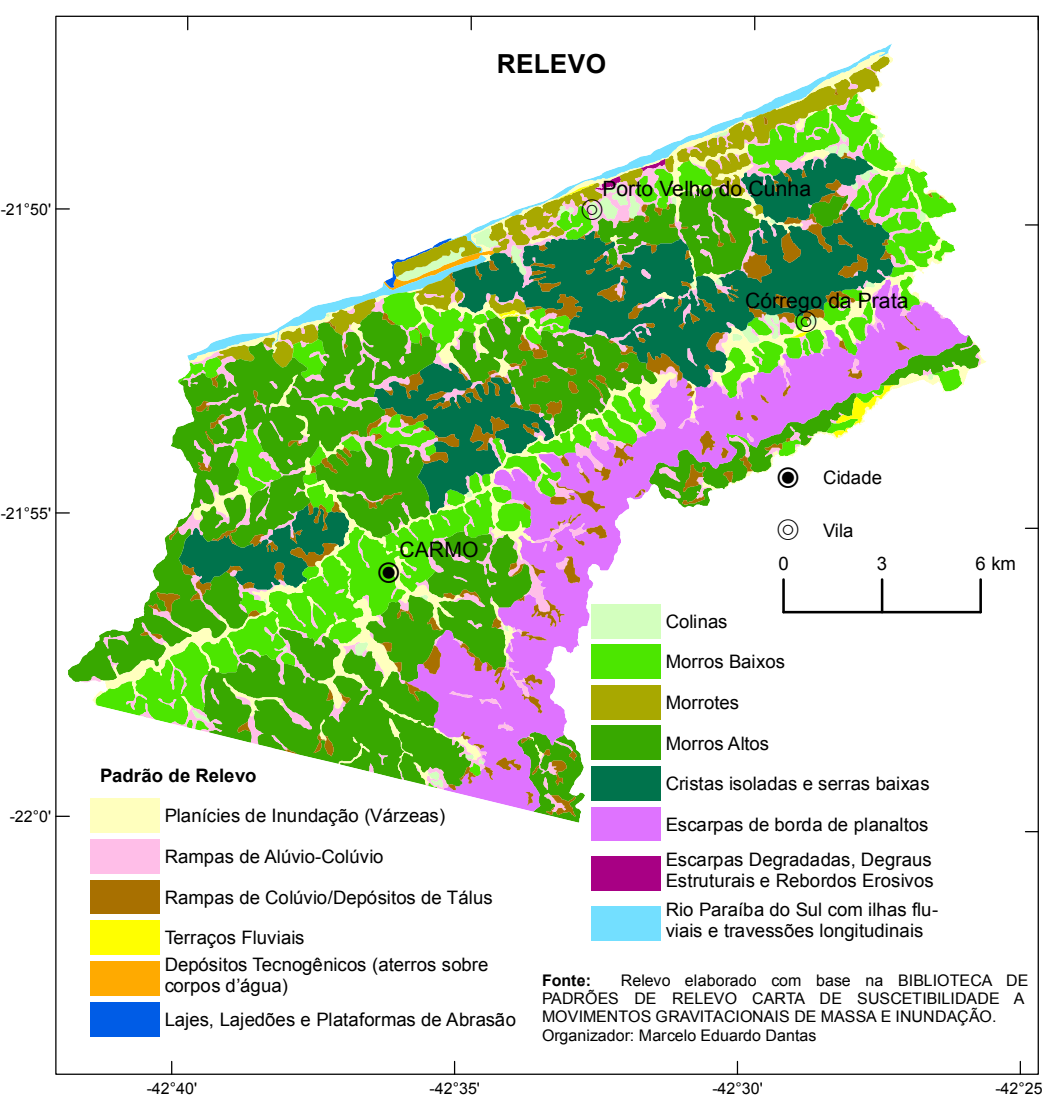 RELEVO
-21°50'
Porto Velho do Cunha
Córrego da Prata
Cidade
-21°55'
Vila
CARMO
0 3 6 km
Colinas
Morros Baixos
Morrotes
Morros Altos
Cristas isoladas e serras baixas
Escarpas de borda de planaltos
Escarpas Degradadas, Degraus
Estruturais e Rebordos Erosivos
Rio Paraíba do Sul com ilhas flu-
viais e travessões longitudinais
Padrão de Relevo
-22°0'
Planícies de Inundação (Várzeas)
Rampas de Alúvio-Colúvio
Rampas de Colúvio/Depósitos de Tálus
Terraços Fluviais
Depósitos Tecnogênicos (aterros sobre
corpos d'água)
Lajes, Lajedões e Plataformas de Abrasão
Fonte: Relevo elaborado com base na BIBLIOTECA DE
PADRÕES DE RELEVO CARTA DE SUSCETIBILIDADE A
MOVIMENTOS GRAVITACIONAIS DE MASSA E INUNDAÇÃO.
Organizador: Marcelo Eduardo Dantas
-42°40' -42°35' -42°30' -42°25'